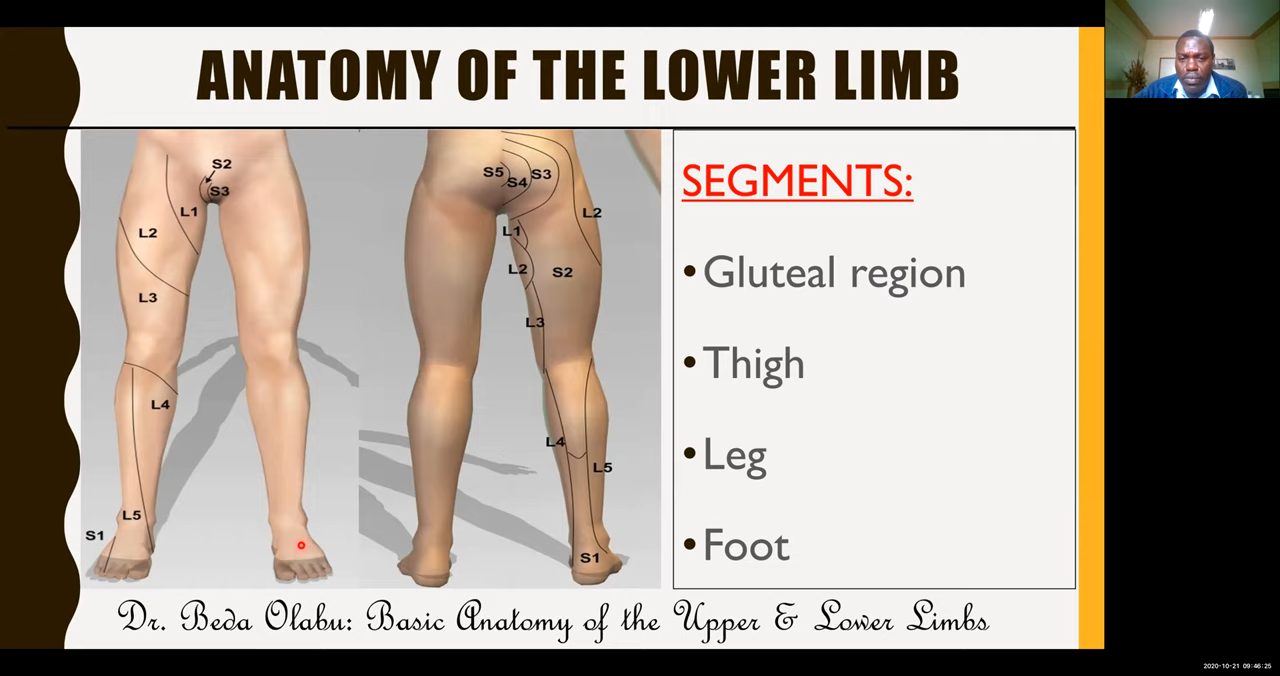 ANATOMY OF THE LOWER LIMB
S2
S3
L1
L2
L3
L4
L5
S1
S5
S4
S3
L2
L1
L2
S2
L3
L4
L5
S1
SEGMENTS:
•Gluteal region
•Thigh
•Leg
•Foot
Dr. Beda Olabu: Basic Anatomy of the Upper & Lower Limbs
2020-10-21 09:46:25